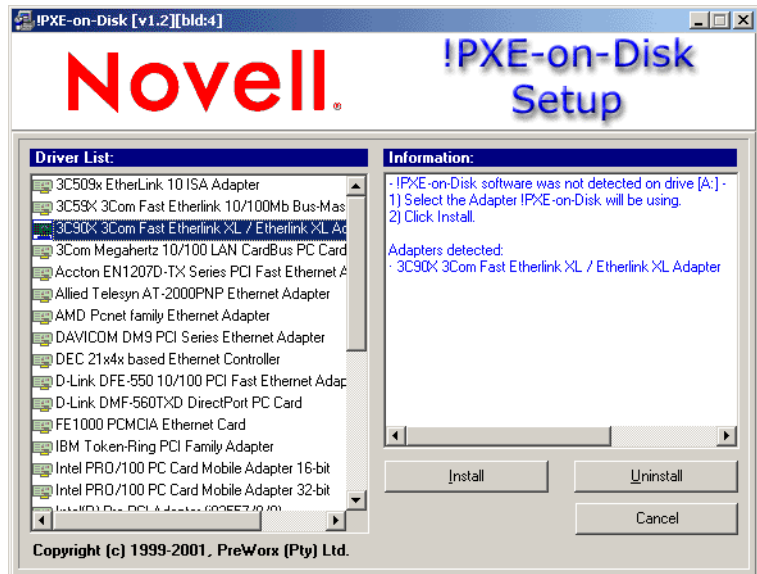 !PXE-on-Disk [v1.2][bld:4]
Novell®
!PXE-on-Disk
Setup
Driver List:
3C509x EtherLink 10 ISA Adapter
3C59X 3Com Fast Etherlink 10/100Mb Bus-Mas
3C90X 3Com Fast Etherlink XL / Etherlink XL Ad
3Com Megahertz 10/100 LAN CardBus PC Card
Accton EN1207D-TX Series PCI Fast Ethernet A
Allied Telesyn AT-2000PNP Ethernet Adapter
AMD Pcnet family Ethernet Adapter
DAVICOM DM9 PCI Series Ethernet Adapter
DEC 21x4x based Ethernet Controller
D-Link DFE-550 10/100 PCI Fast Ethernet Adap
D-Link DMF-560TXD DirectPort PC Card
FE1000 PCMCIA Ethernet Card
IBM Token-Ring PCI Family Adapter
Intel PRO/100 PC Card Mobile Adapter 16-bit
Intel PRO/100 PC Card Mobile Adapter 32-bit
Information:
- !PXE-on-Disk software was not detected on drive [A:] -
1) Select the Adapter !PXE-on-Disk will be using.
2) Click Install.
Adapters detected:
· 3C90X 3Com Fast Etherlink XL / Etherlink XL Adapter
Install
Uninstall
Cancel
Copyright (c) 1999-2001, PreWorx (Pty) Ltd.